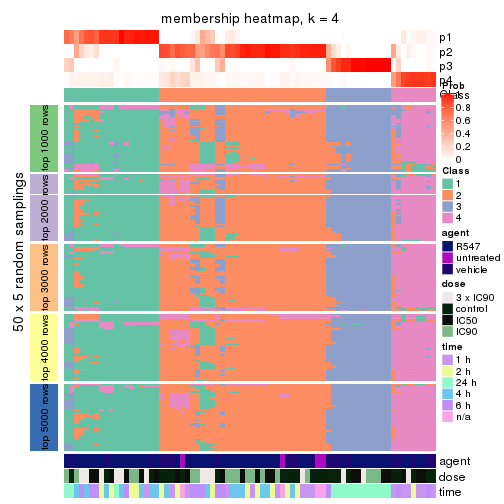 membership heatmap, k = 4
p1
p2
p3
p4
Prob
0.8
0.6
0.4
0.2
0
Class
1
2
3
4
agent
R547
untreated
vehicle
dose
3 x IC90
control
IC50
IC90
time
1 h
2 h
24 h
4 h
6 h
n/a
50 x 5 random samplings
top 1000 rows
top 2000 rows
top 3000 rows
top 4000 rows
top 5000 rows
agent
dose
time